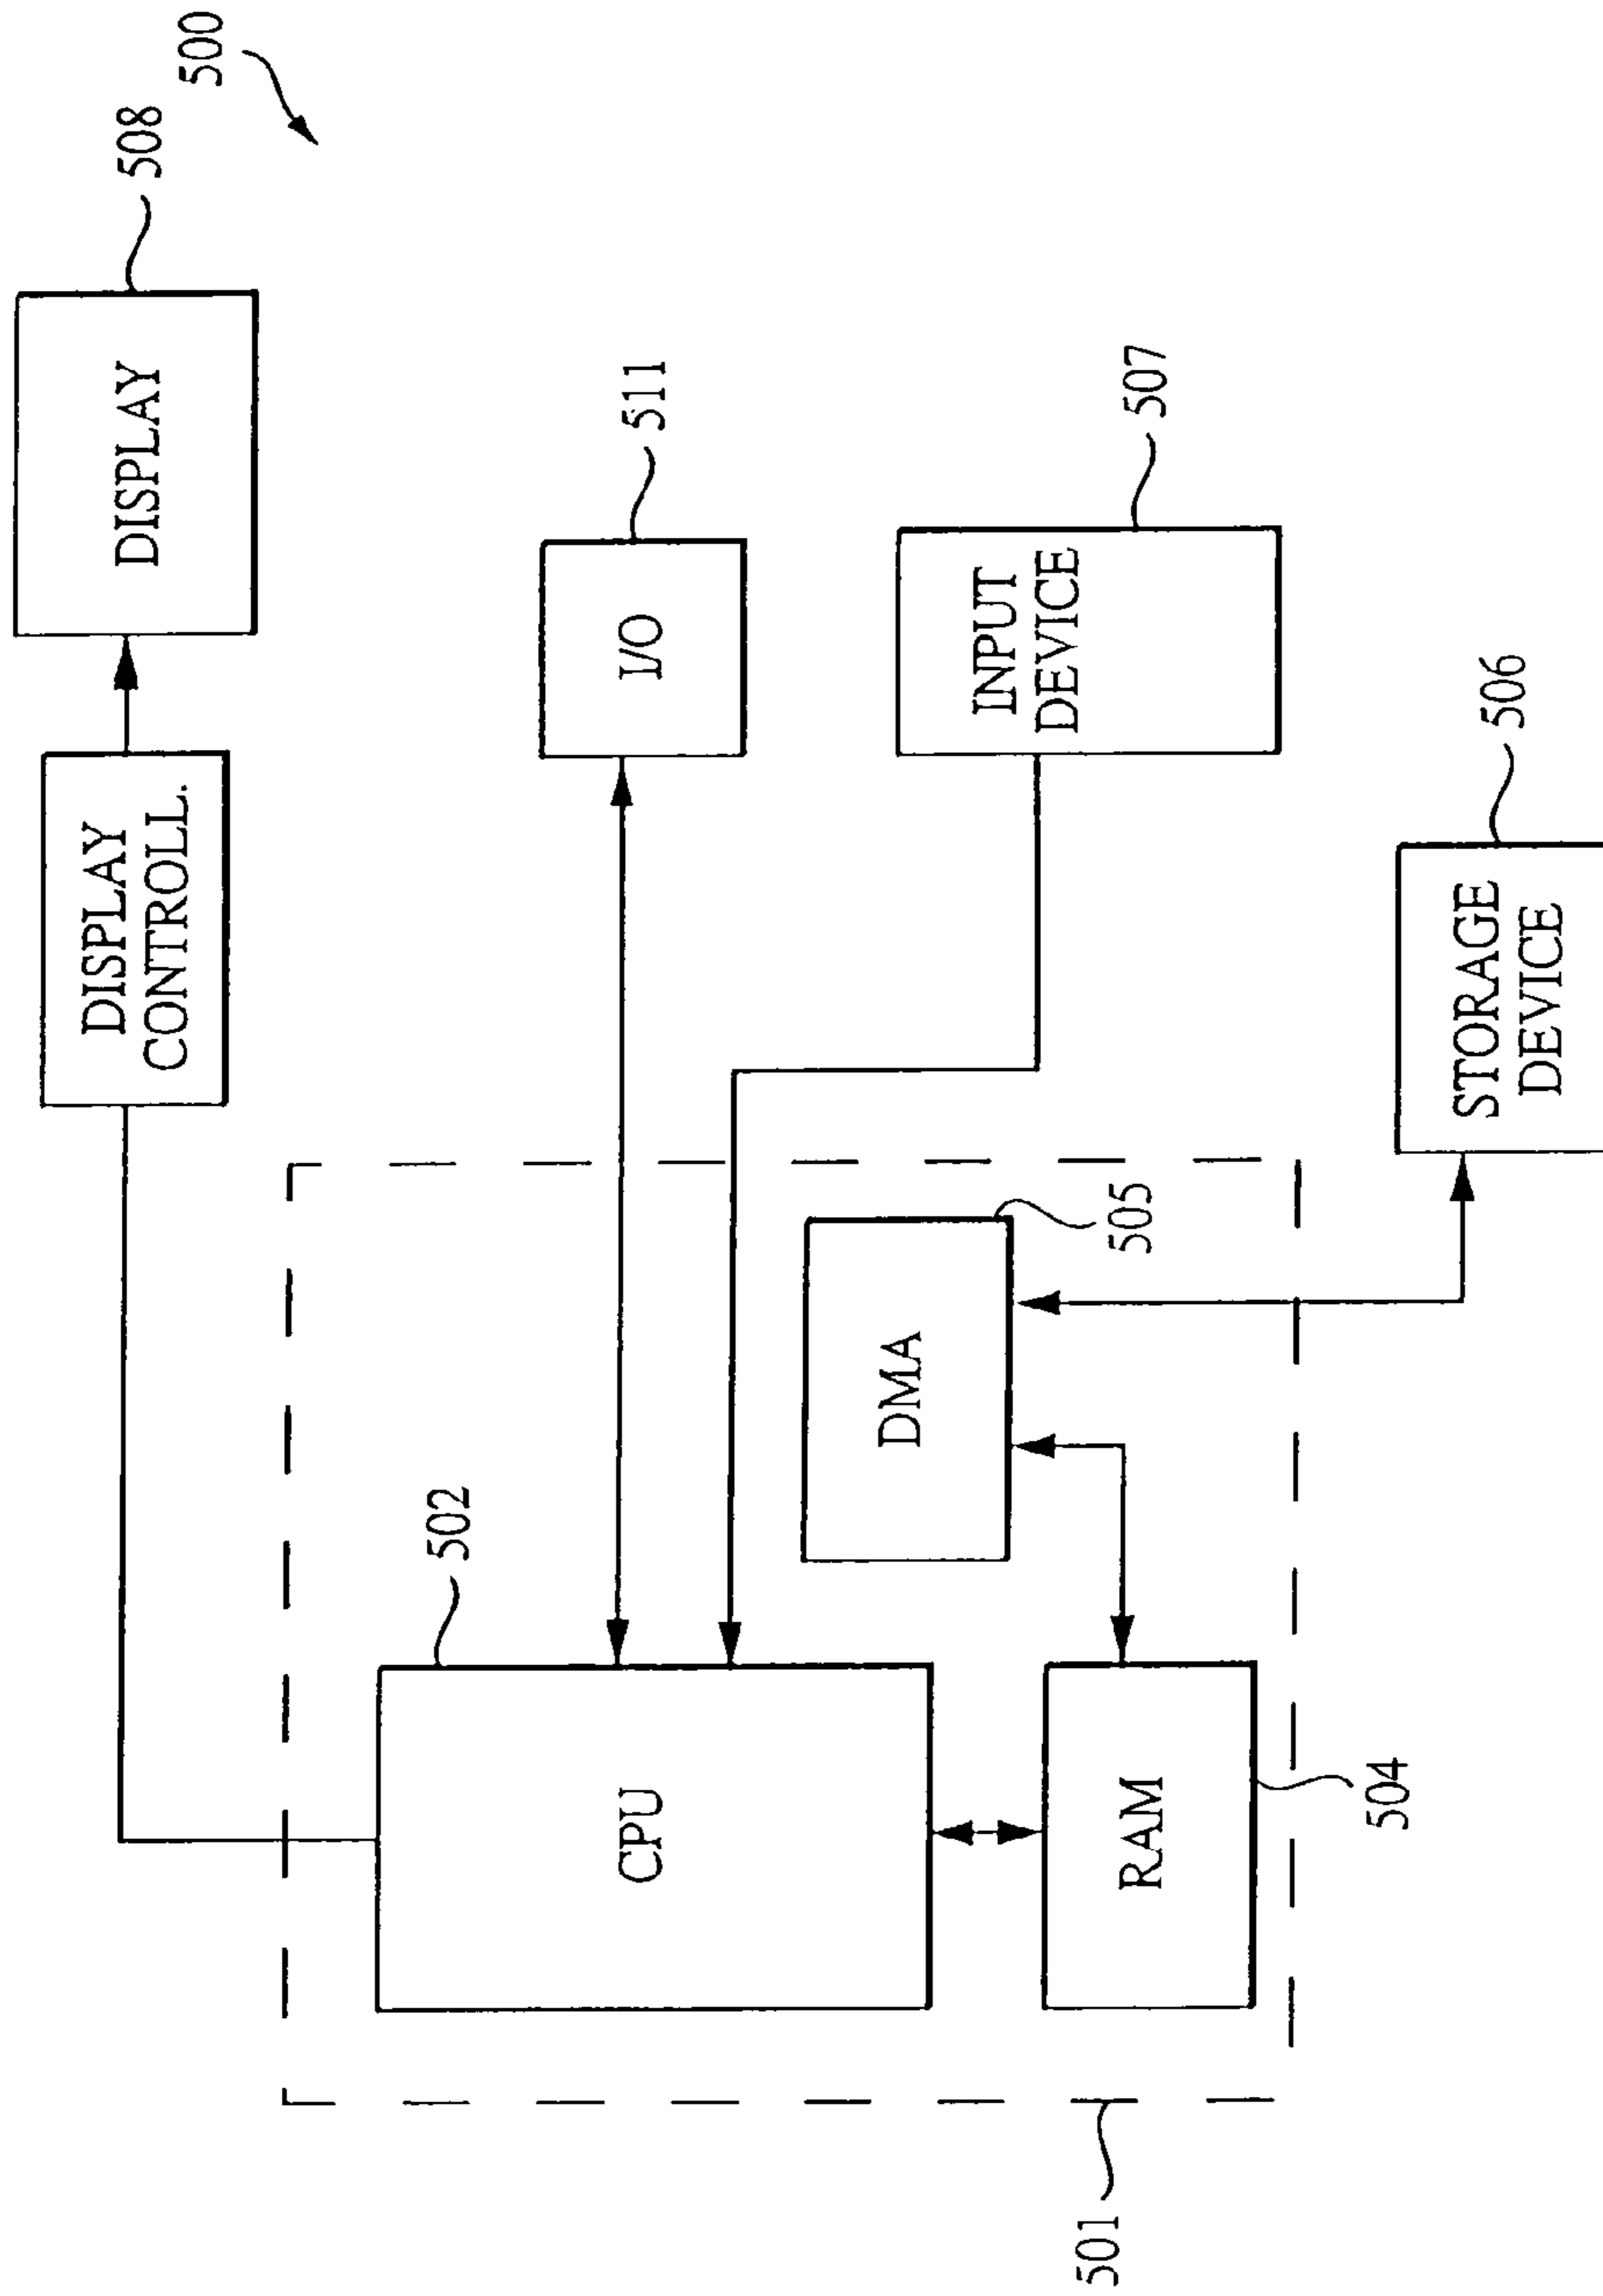 500
DISPLAY
CONTROLL.
DISPLAY
508
I/O
511
CPU
502
DMA
505
INPUT
DEVICE
507
RAM
504
STORAGE
DEVICE
506
501